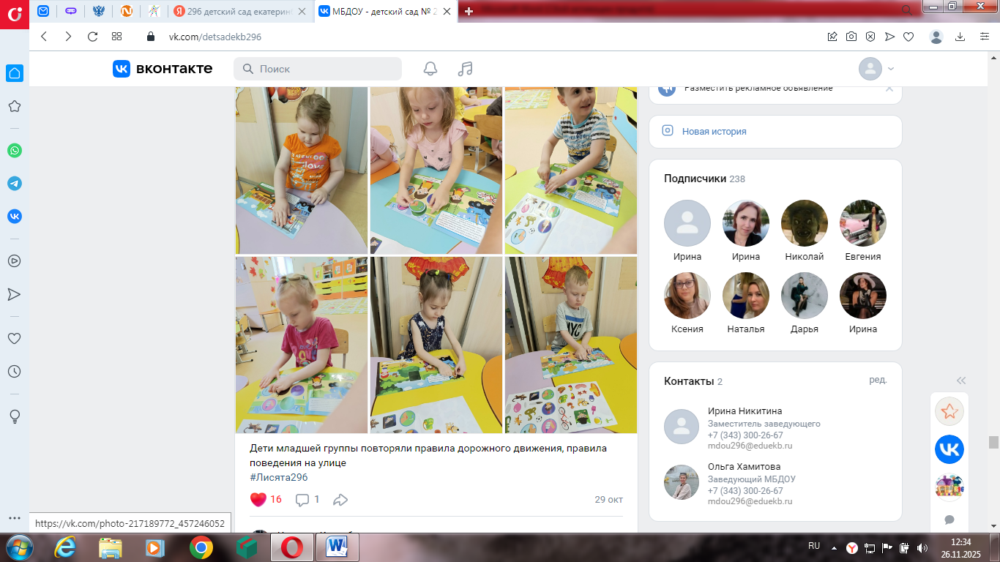 296 детский сад екатеринб
МБДОУ - детский сад № 2
vk.com/detsadekb296
вконтакте
Поиск
Разместить рекламное объявление
Новая история
Подписчики 238
Ирина
Ирина
Николай
Евгения
Ксения
Наталья
Дарья
Ирина
Контакты 2
ред.
Ирина Никитина
Заместитель заведующего
+7 (343) 300-26-67
mdou296@eduekb.ru
Ольга Хамитова
Заведующий МБДОУ
+7 (343) 300-26-67
mdou296@eduekb.ru
Дети младшей группы повторяли правила дорожного движения, правила
поведения на улице
#Лисята296
16
1
29 окт
https://vk.com/photo-217189772_457246052
RU
12:34
26.11.2025